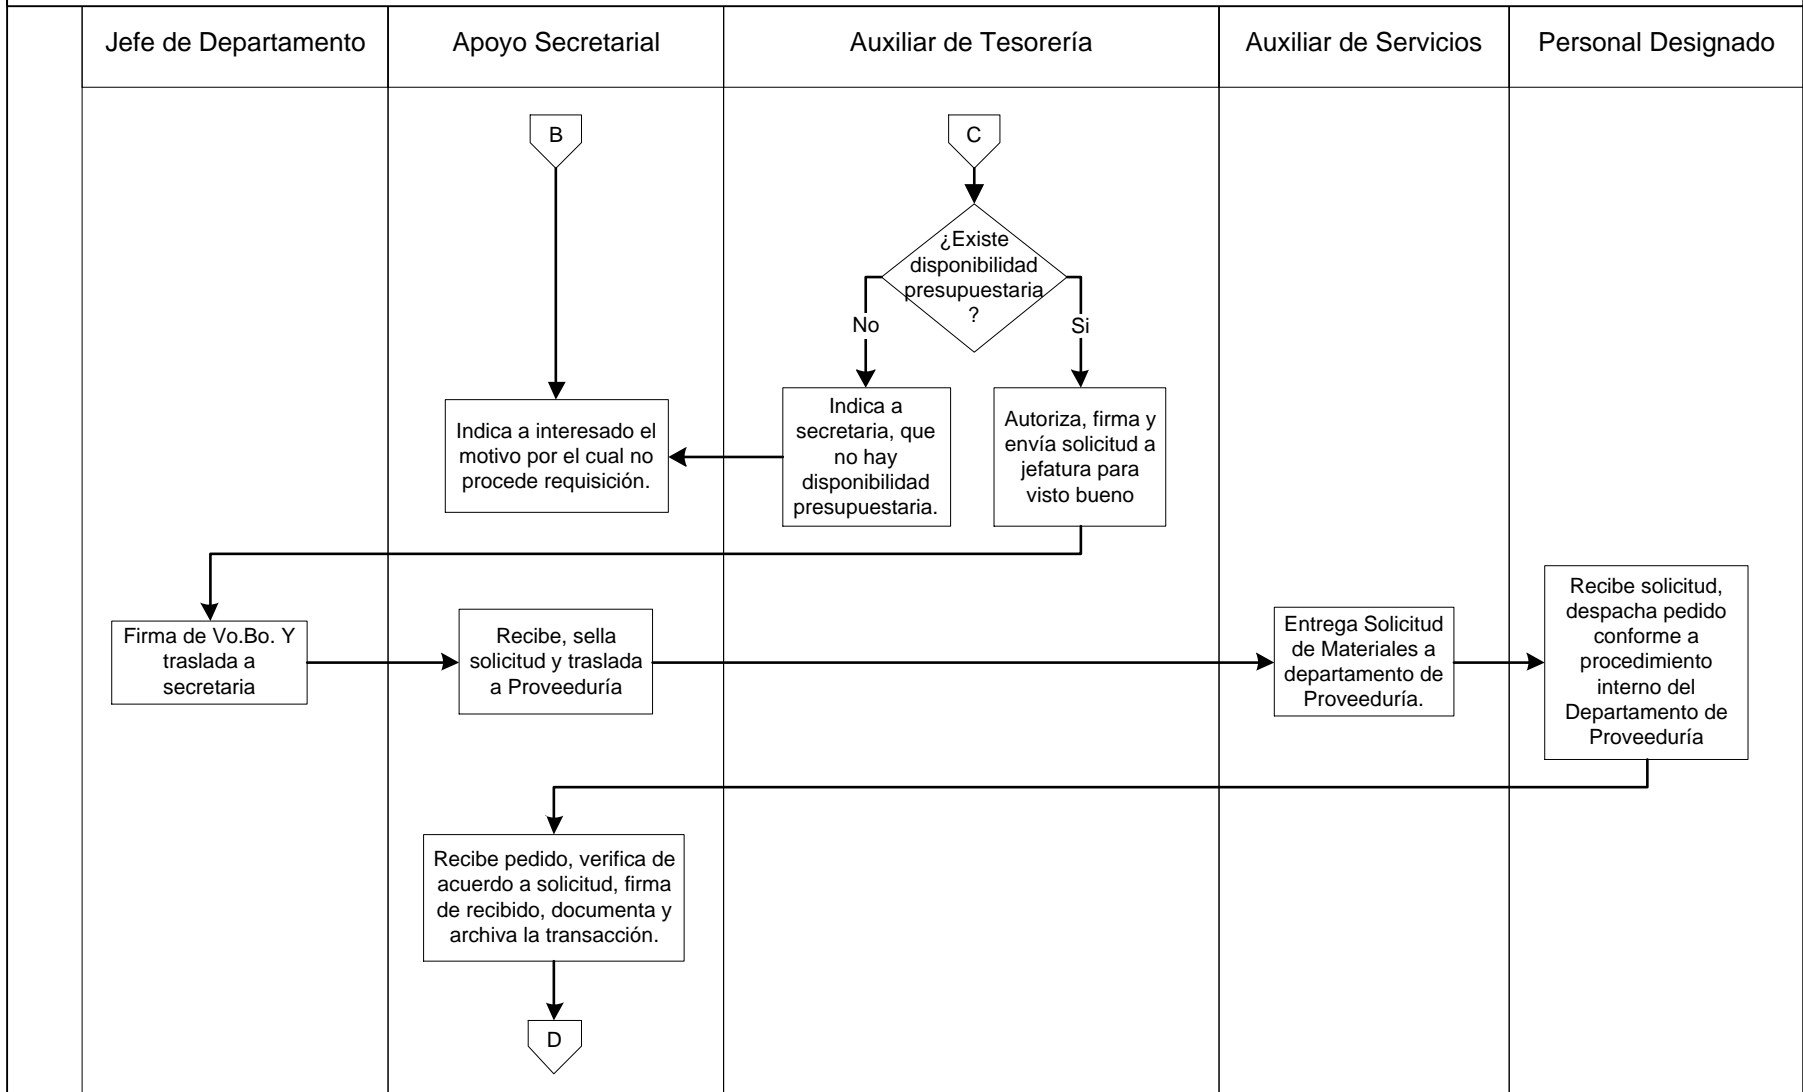 Jefe de Departamento
Apoyo Secretarial
Auxiliar de Tesorería
Auxiliar de Servicios
Personal Designado
B
C
¿Existe
disponibilidad
presupuestaria
?
No
Si
Indica a interesado el
motivo por el cual no
procede requisición.
Indica a
secretaria, que
no hay
disponibilidad
presupuestaria.
Autoriza, firma y
envía solicitud a
jefatura para
visto bueno
Firma de Vo.Bo. Y
traslada a
secretaria
Recibe, sella
solicitud y traslada
a Proveeduría
Entrega Solicitud
de Materiales a
departamento de
Proveeduría.
Recibe solicitud,
despacha pedido
conforme a
procedimiento
interno del
Departamento de
Proveeduría
Recibe pedido, verifica de
acuerdo a solicitud, firma
de recibido, documenta y
archiva la transacción.
D